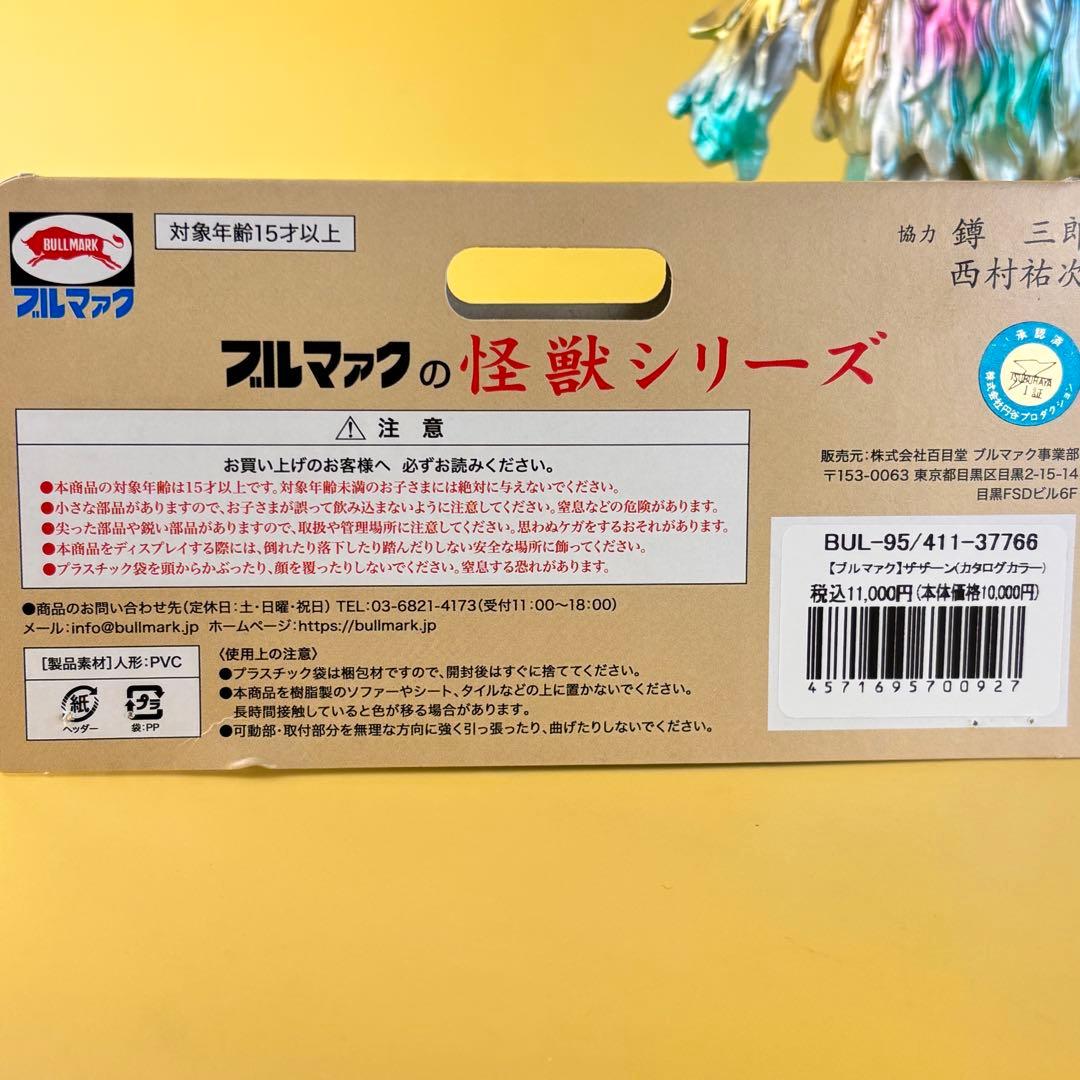 BULLMARK
ブルマァク
対象年齢15才以上
協力 鐏 三郎
西村祐次
ブルマァクの怪獣シリーズ
承認済
TSUBURAYA
証
株式会社円谷プロダクション
注意
お買い上げのお客様へ 必ずお読みください。
●本商品の対象年齢は15才以上です。対象年齢未満のお子さまには絶対に与えないでください。
●小さな部品がありますので、お子さまが誤って飲み込まないように注意してください。窒息などの危険があります。
●尖った部品や鋭い部品がありますので、取扱や管理場所に注意してください。思わぬケガをするおそれがあります。
●本商品をディスプレイする際には、倒れたり落下したり踏んだりしない安全な場所に飾ってください。
●プラスチック袋を頭からかぶったり、顔を覆ったりしないでください。窒息する恐れがあります。
販売元:株式会社百目堂 ブルマァク事業部
〒153-0063 東京都目黒区目黒2-15-14
目黒FSDビル6F
BUL-95/411-37766
【ブルマァク】ザザーン(カタログカラー)
税込11,000円(本体価格10,000円)
4571695700927
●商品のお問い合わせ先(定休日:土・日曜・祝日) TEL:03-6821-4173(受付11:00〜18:00)
メール:info@bullmark.jp ホームページ:https://bullmark.jp
[製品素材]人形:PVC
紙
ヘッダー
プラ
袋:PP
〈使用上の注意〉
●プラスチック袋は梱包材ですので、開封後はすぐに捨ててください。
●本商品を樹脂製のソファーやシート、タイルなどの上に置かないでください。
長時間接触していると色が移る場合があります。
●可動部・取付部分を無理な方向に強く引っ張ったり、曲げたりしないでください。